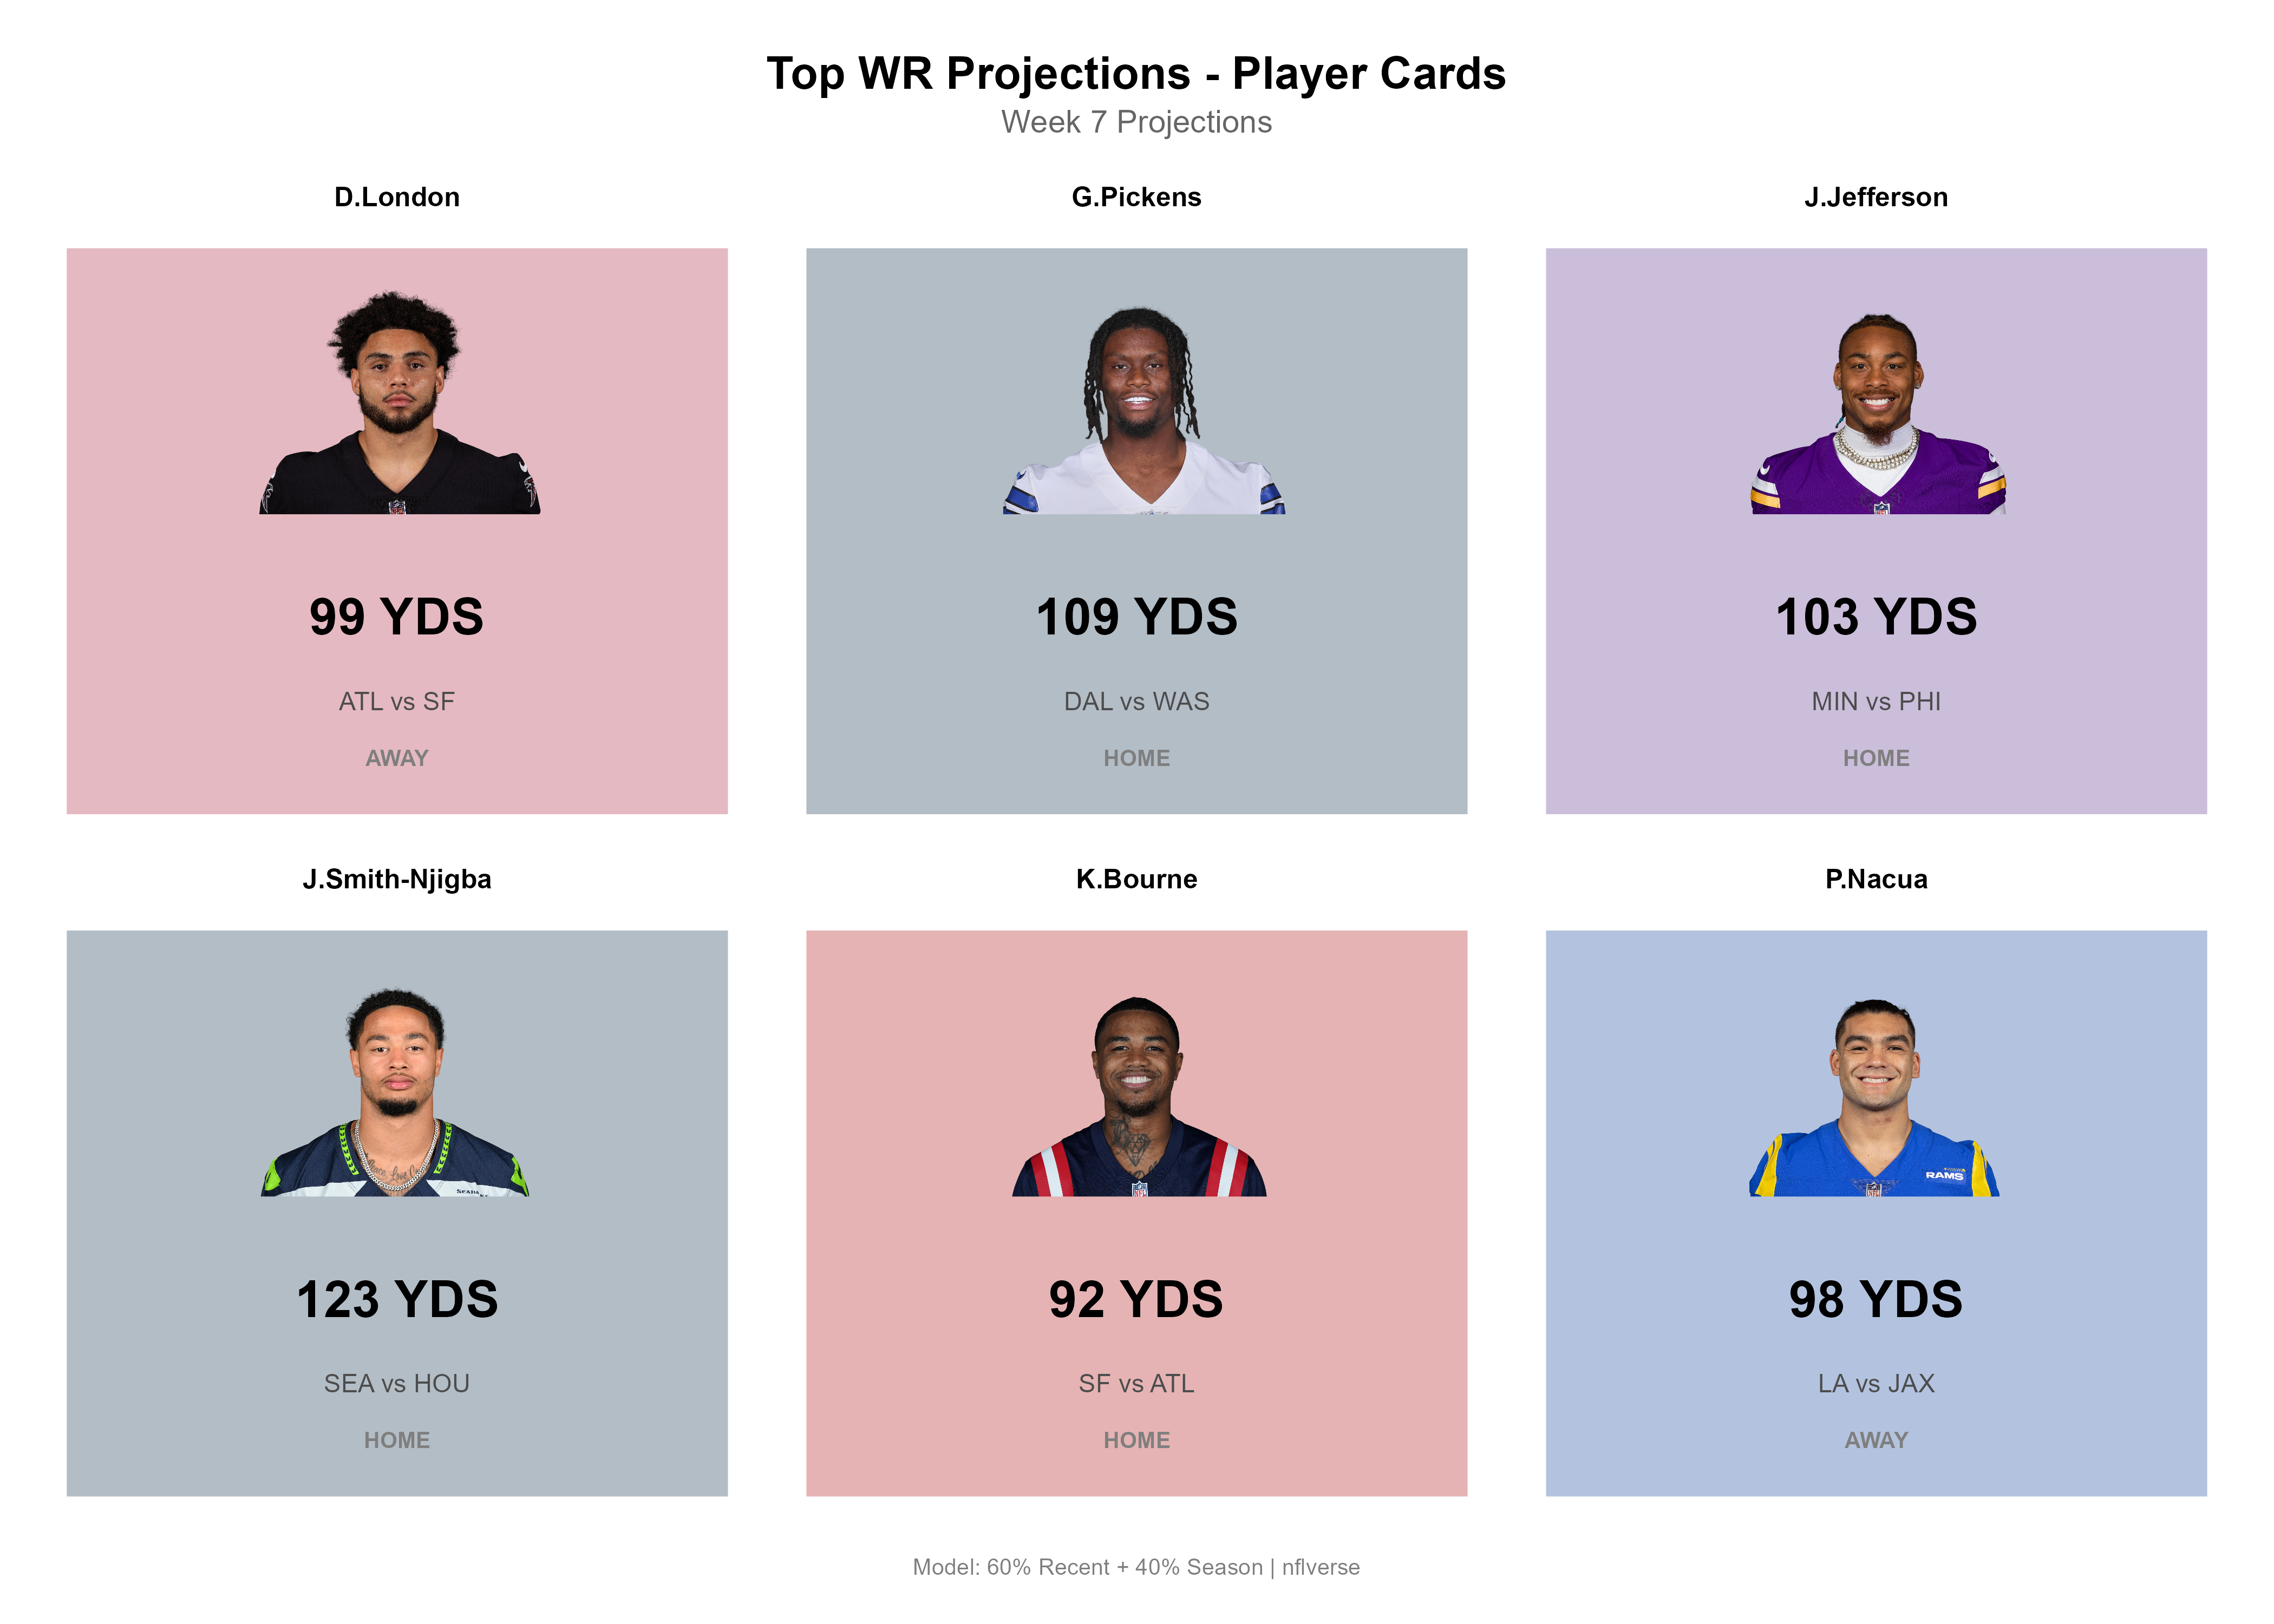 Top WR Projections - Player Cards
Week 7 Projections
D.London
99 YDS
ATL vs SF
AWAY
G.Pickens
109 YDS
DAL vs WAS
HOME
J.Jefferson
103 YDS
MIN vs PHI
HOME
J.Smith-Njigba
123 YDS
SEA vs HOU
HOME
K.Bourne
92 YDS
SF vs ATL
HOME
P.Nacua
RAMS
98 YDS
LA vs JAX
AWAY
Model: 60% Recent + 40% Season | nflverse